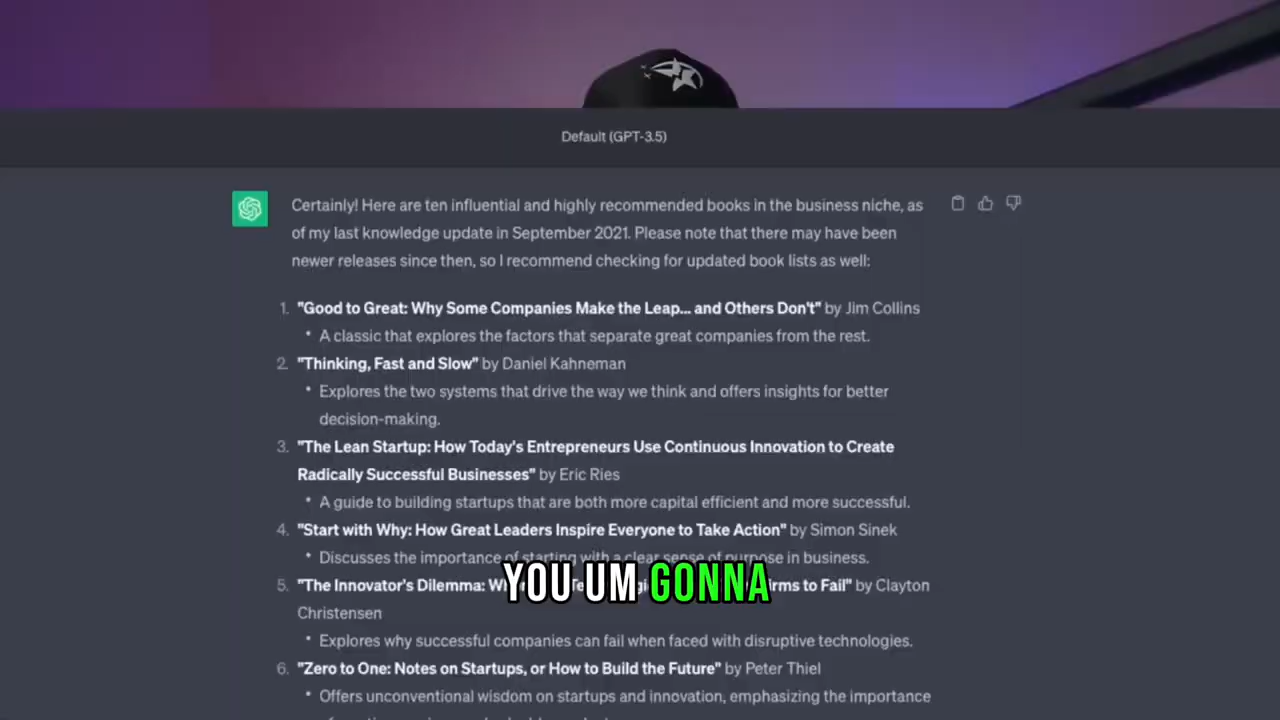 Default (GPT-3.5)
Certainly! Here are ten influential and highly recommended books in the business niche, as
of my last knowledge update in September 2021. Please note that there may have been
newer releases since then, so I recommend checking for updated book lists as well:
1. "Good to Great: Why Some Companies Make the Leap... and Others Don't" by Jim Collins
• A classic that explores the factors that separate great companies from the rest.
2. "Thinking, Fast and Slow" by Daniel Kahneman
• Explores the two systems that drive the way we think and offers insights for better
decision-making.
3. "The Lean Startup: How Today's Entrepreneurs Use Continuous Innovation to Create
Radically Successful Businesses" by Eric Ries
• A guide to building startups that are both more capital efficient and more successful.
4. "Start with Why: How Great Leaders Inspire Everyone to Take Action" by Simon Sinek
• Discusses the importance of starting with a clear sense of purpose in business.
5. "The Innovator's Dilemma: to Fail" by Clayton
Christensen
YOU UM GONNA
• Explores why successful companies can fail when faced with disruptive technologies.
6. "Zero to One: Notes on Startups, or How to Build the Future" by Peter Thiel
• Offers unconventional wisdom on startups and innovation, emphasizing the importance